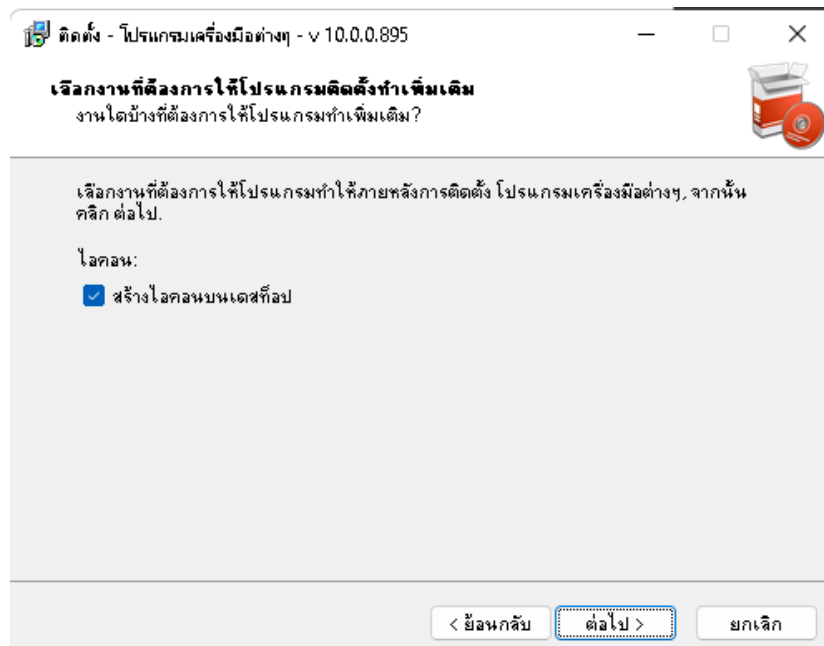 ติดตั้ง - โปรแกรมเครื่องมือต่างๆ - v 10.0.0.895
เลือกงานที่ต้องการให้โปรแกรมติดตั้งทำเพิ่มเติม
งานใดบ้างที่ต้องการให้โปรแกรมทำเพิ่มเติม?
เลือกงานที่ต้องการให้โปรแกรมทำให้ภายหลังการติดตั้ง โปรแกรมเครื่องมือต่างๆ, จากนั้น
คลิก ต่อไป.
ไอคอน:
สร้างไอคอนบนเดสก์ท็อป
< ย้อนกลับ
ต่อไป >
ยกเลิก